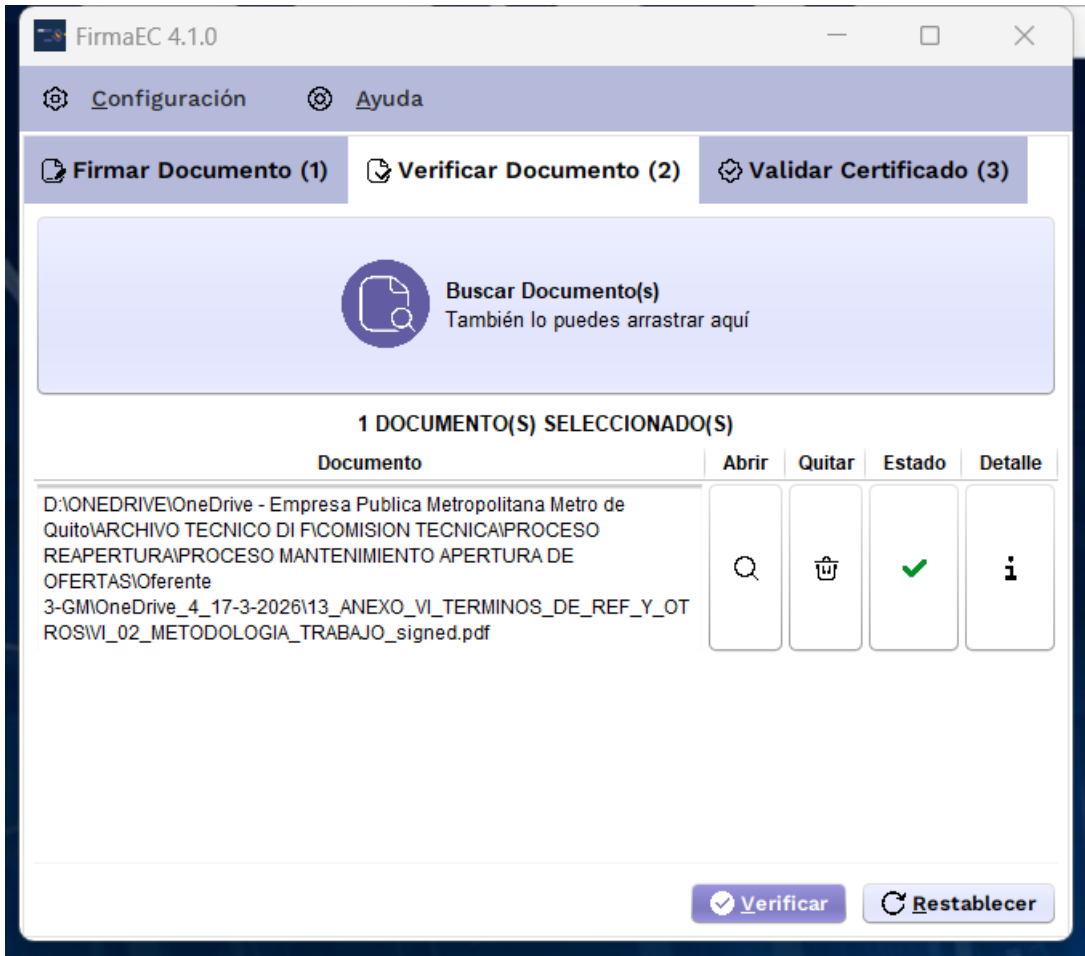 FirmaEC 4.1.0
Configuración Ayuda
Firmar Documento (1) Verificar Documento (2) Validar Certificado (3)
Buscar Documento(s)
También lo puedes arrastrar aquí
1 DOCUMENTO(S) SELECCIONADO(S)
Documento Abrir Quitar Estado Detalle
D:\ONEDRIVE\OneDrive - Empresa Publica Metropolitana Metro de
Quito\ARCHIVO TECNICO DI F\COMISION TECNICA\PROCESO
REAPERTURA\PROCESO MANTENIMIENTO APERTURA DE
OFERTAS\Oferente
3-GM\OneDrive_4_17-3-2026\13_ANEXO_VI_TERMINOS_DE_REF_Y_OT
ROS\VI_02_METODOLOGIA_TRABAJO_signed.pdf
Verificar Restablecer